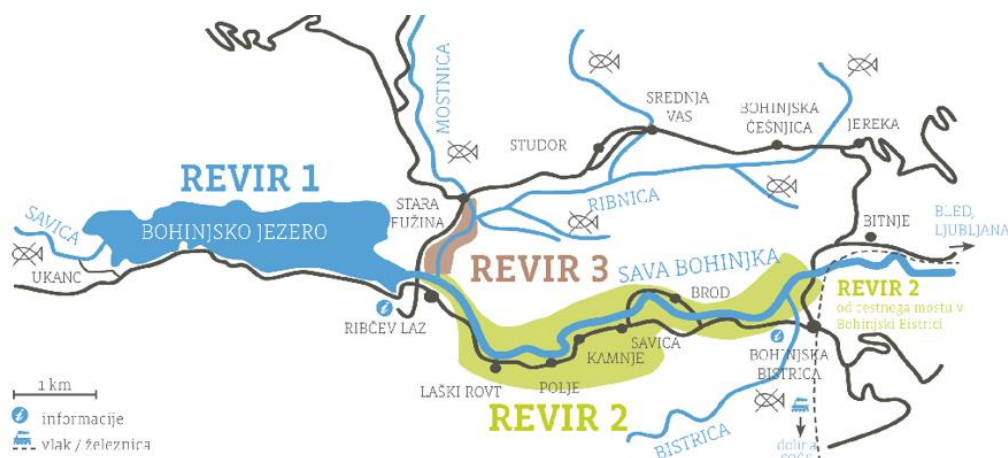 MOSTNICA
SREDNJA
VAS
BOHINJSKA
ČEŠNJICA
JEREKA
STUDOR
REVIR 1
STARA
FUŽINA
RIBNICA
SAVICA
BOHINJSKO JEZERO
BITNJE
BLED,
LJUBLJANA
UKANC
REVIR 3
SAVA BOHINJKA
BROD
REVIR 2
od cestnega mostu v
Bohinjski Bistrici
RIBČEV LAZ
SAVICA
KAMNJE
BOHINJSKA
BISTRICA
1 km
LAŠKI ROVT
POLJE
REVIR 2
BISTRICA
i informacije
vlak / železnica
dolina